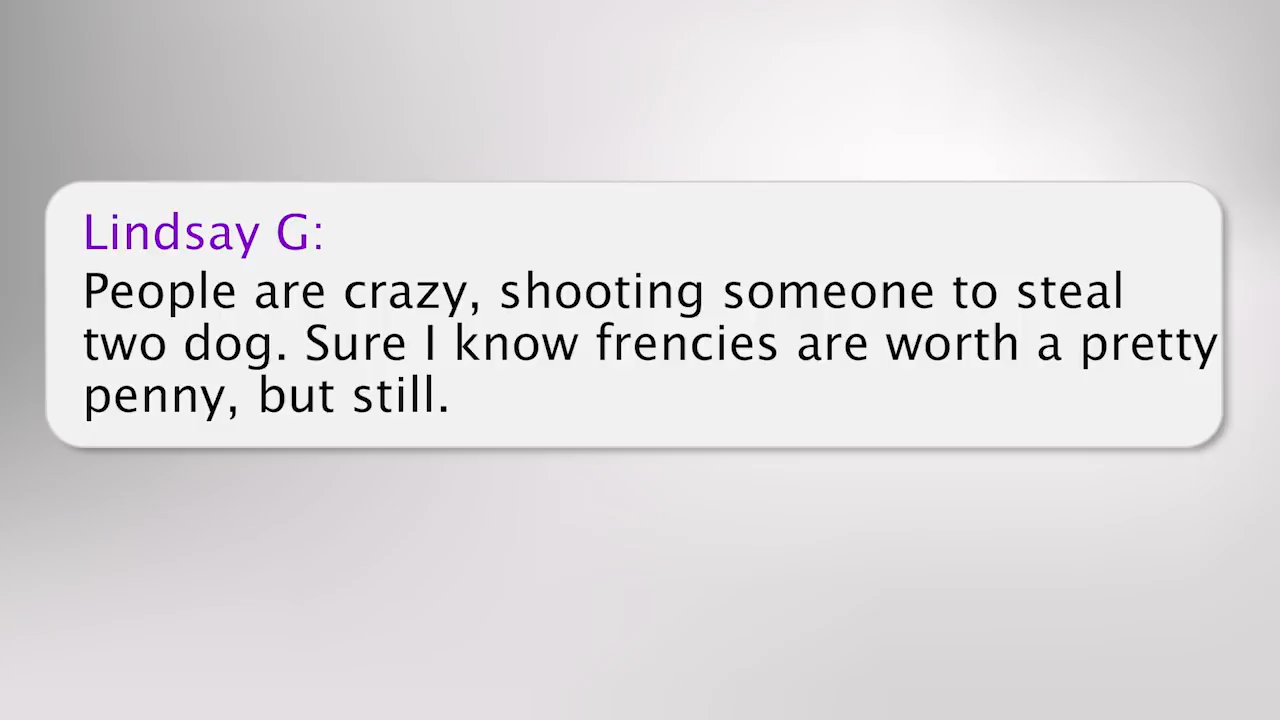 Lindsay G:
People are crazy, shooting someone to steal
two dog. Sure I know frencies are worth a pretty
penny, but still.